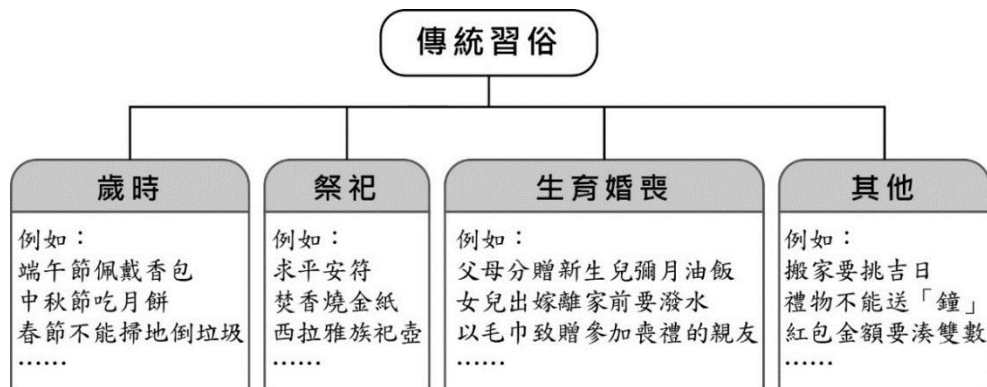 傳統習俗
歲時
例如：
端午節佩戴香包
中秋節吃月餅
春節不能掃地倒垃圾
……
祭祀
例如：
求平安符
焚香燒金紙
西拉雅族祀壺
……
生育婚喪
例如：
父母分贈新生兒彌月油飯
女兒出嫁離家前要潑水
以毛巾致贈參加喪禮的親友
……
其他
例如：
搬家要挑吉日
禮物不能送「鐘」
紅包金額要湊雙數
……